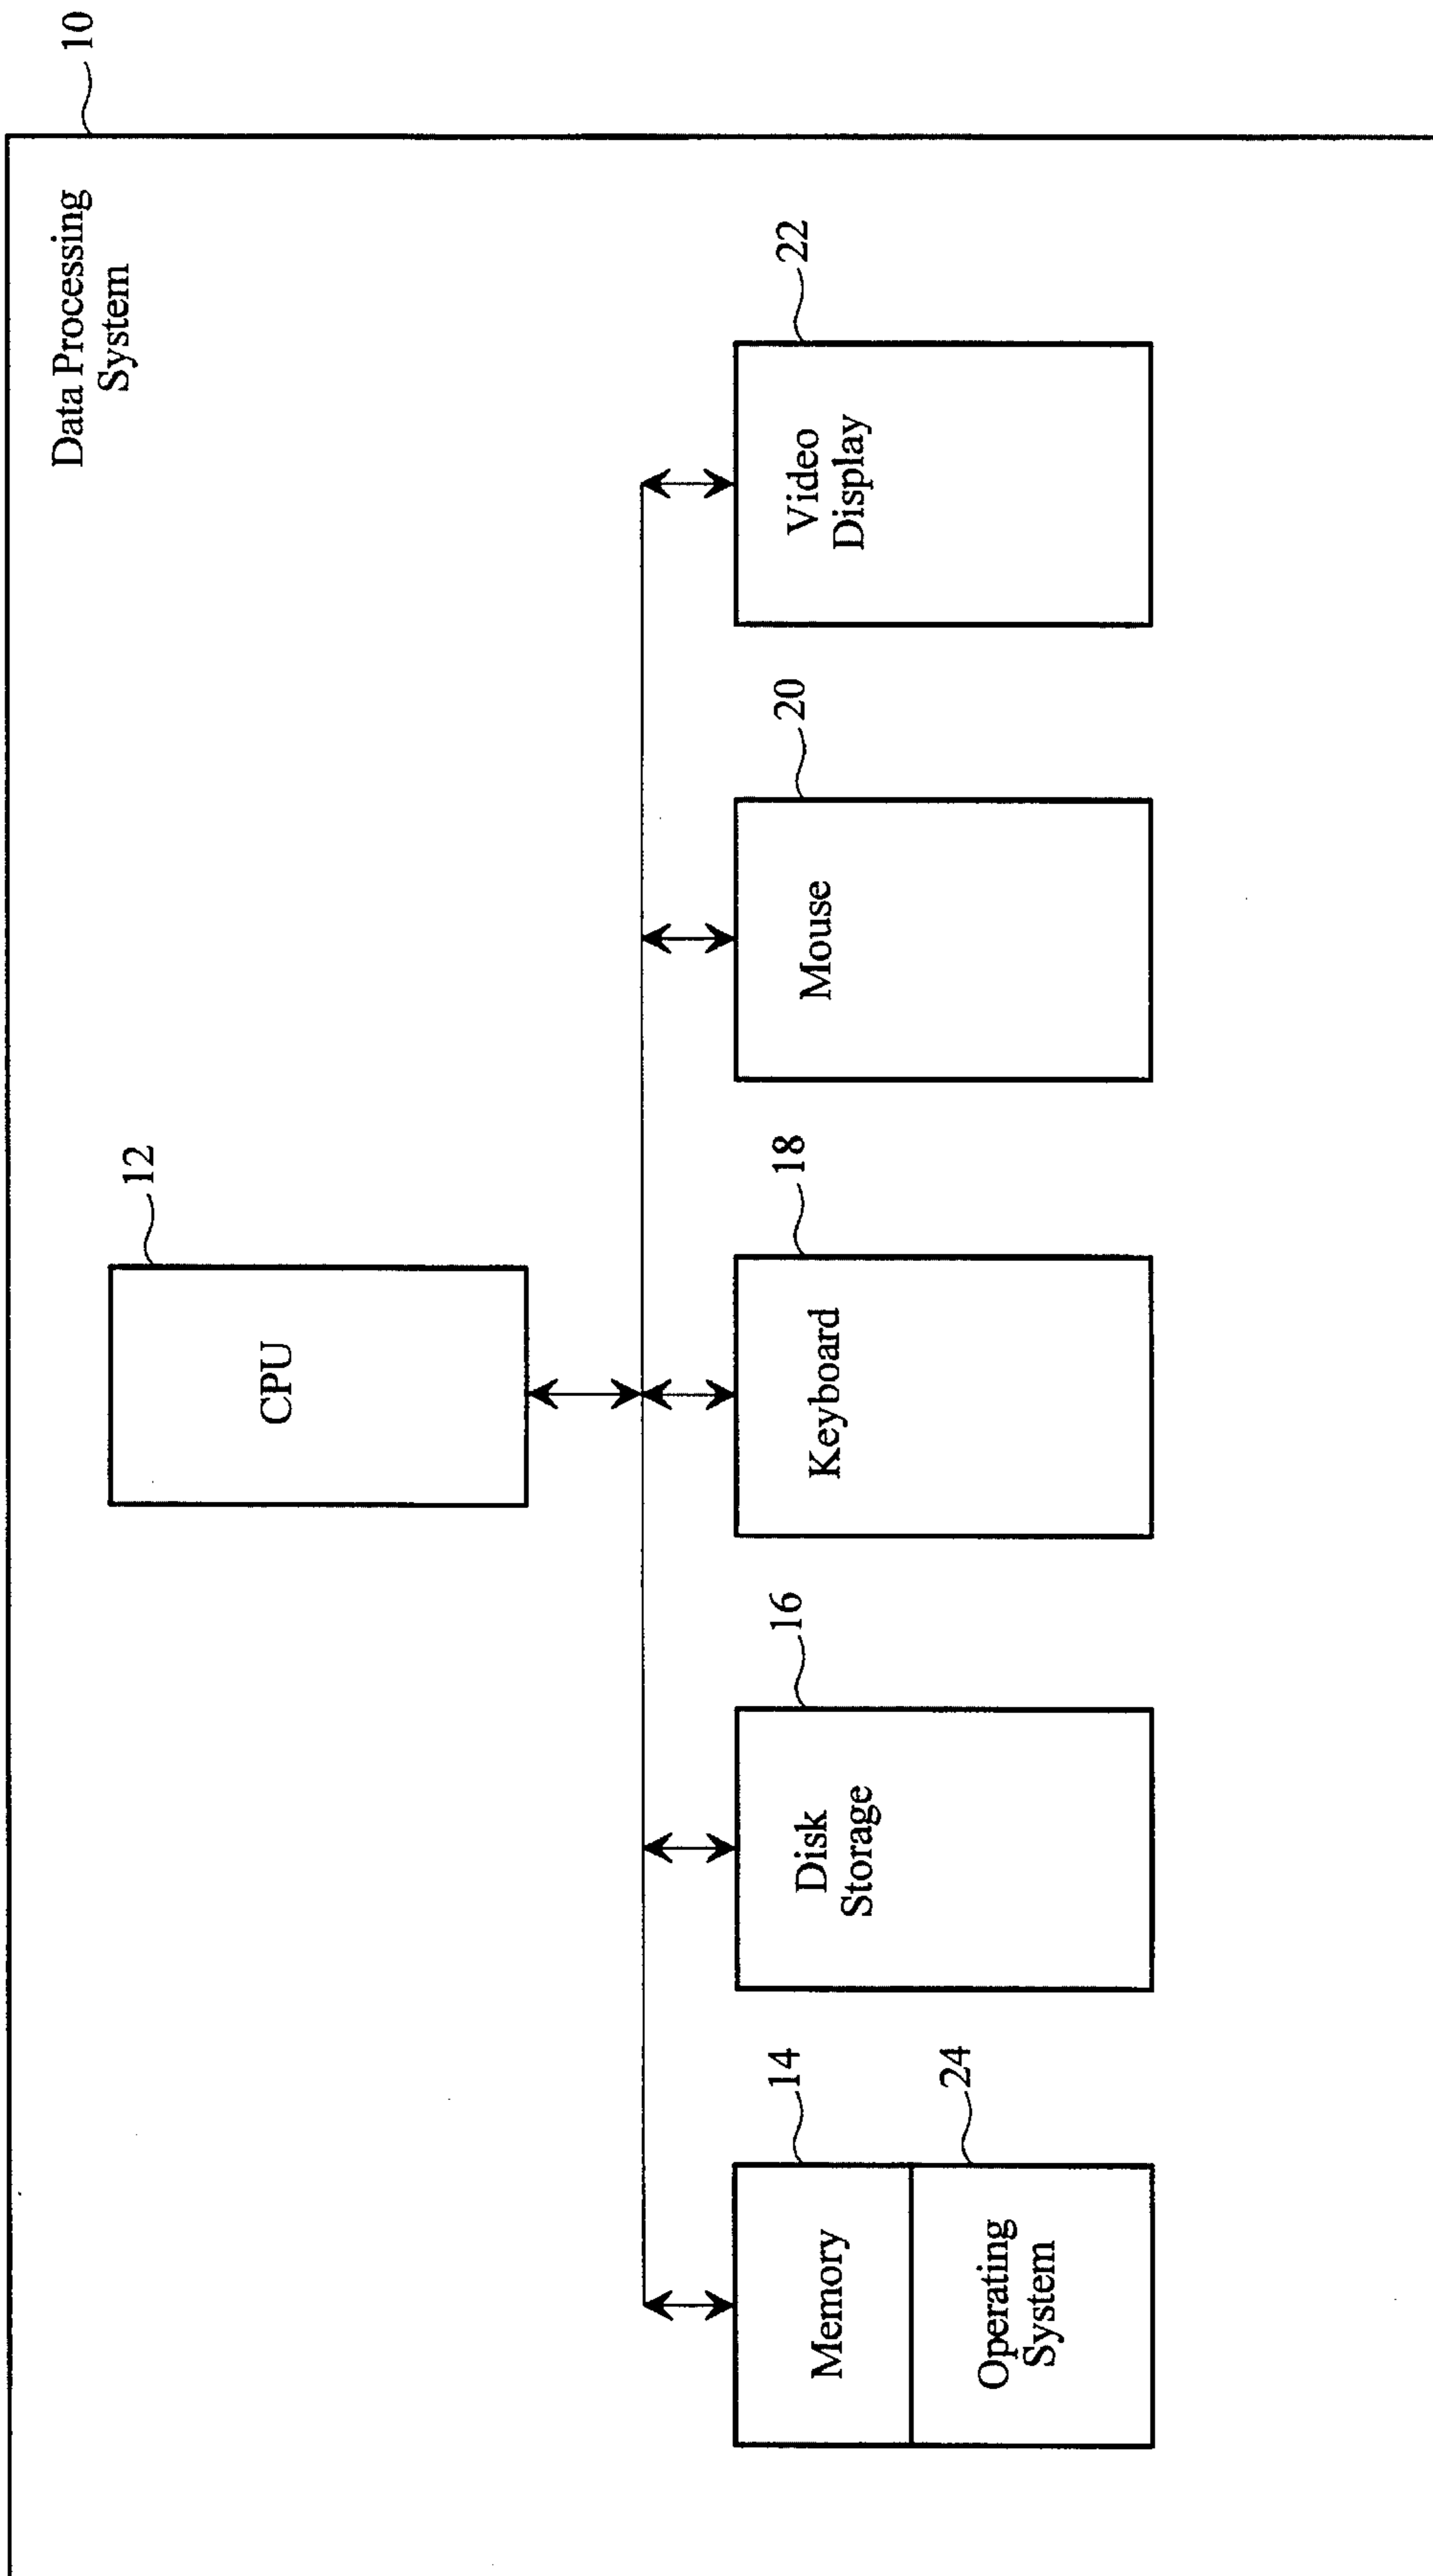 10
Data Processing
System
12
CPU
14
Memory
24
Operating
System
16
Disk
Storage
18
Keyboard
20
Mouse
22
Video
Display